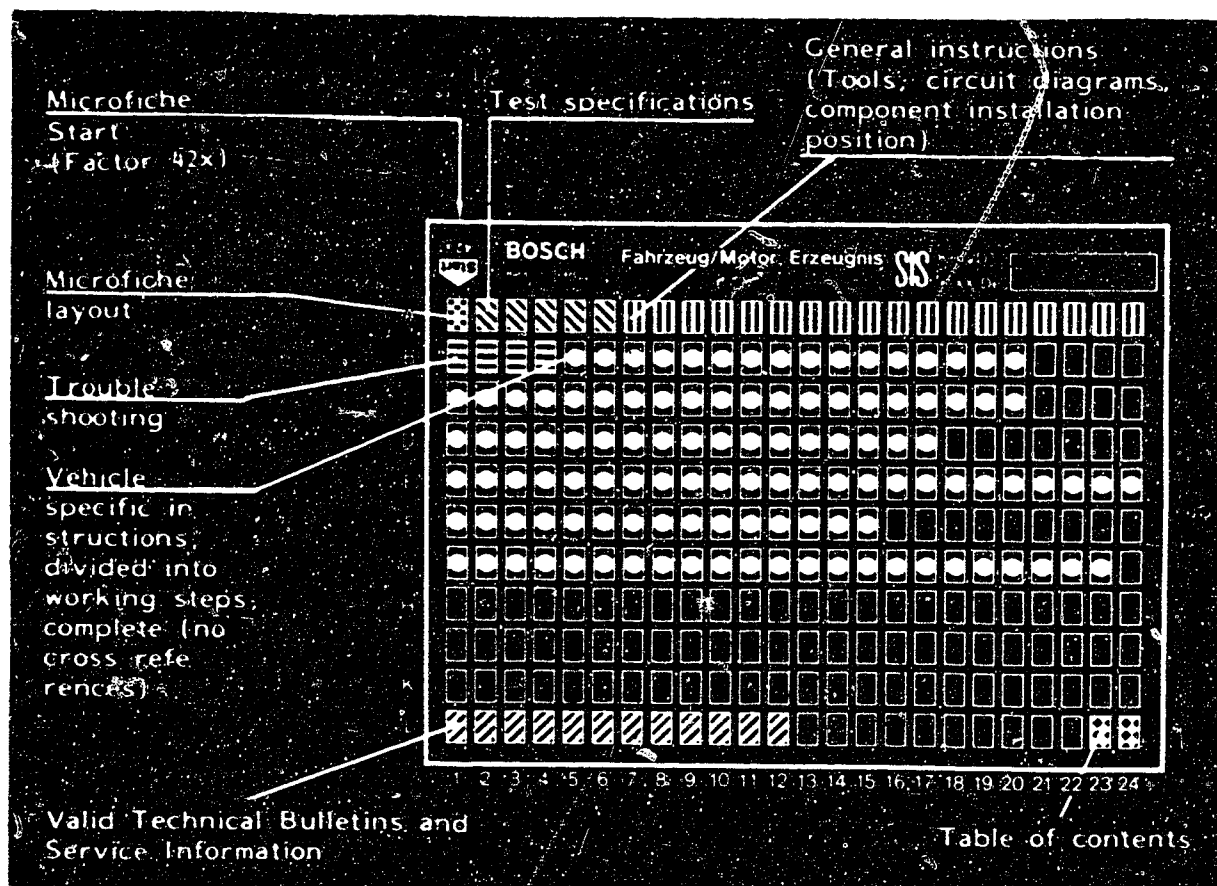 Microfiche
Start
(Factor 42x)
Test specifications
General instructions
(Tools, circuit diagrams,
component installation
position)
BOSCH
Fahrzeug/Motor Erzeugnis
SIS
Microfiche
layout
Trouble
shooting
Vehicle
specific in
structions,
divided into
working steps,
complete (no
cross refe
rences)
1 2 3 4 5 6 7 8 9 10 11 12 13 14 15 16 17 18 19 20 21 22 23 24
Valid Technical Bulletins and
Service Information
Table of contents